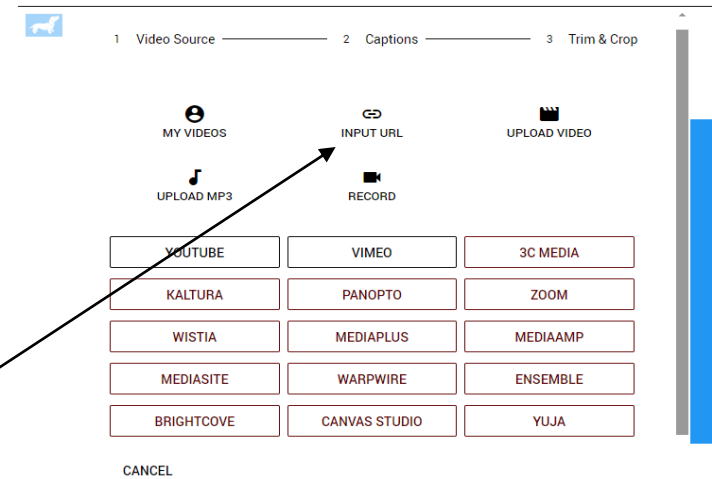 1 Video Source 2 Captions 3 Trim & Crop
MY VIDEOS INPUT URL UPLOAD VIDEO
UPLOAD MP3 RECORD
YOUTUBE VIMEO 3C MEDIA
KALTURA PANOPTO ZOOM
WISTIA MEDIAPLUS MEDIAAMP
MEDIASITE WARPWIRE ENSEMBLE
BRIGHTCOVE CANVAS STUDIO YUJA
CANCEL